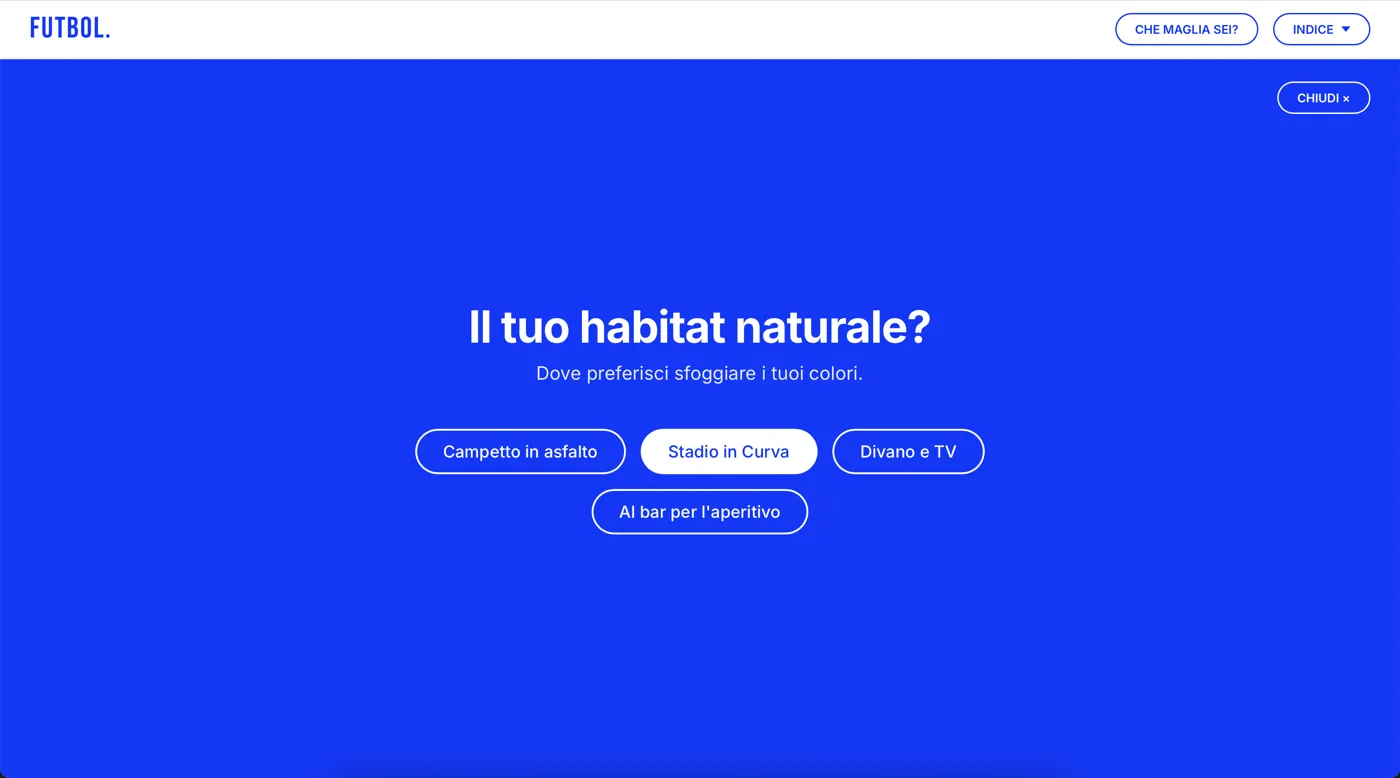 FUTBOL.
CHE MAGLIA SEI?
INDICE
CHIUDI ×
Il tuo habitat naturale?
Dove preferisci sfoggiare i tuoi colori.
Campetto in asfalto
Stadio in Curva
Divano e TV
Al bar per l'aperitivo